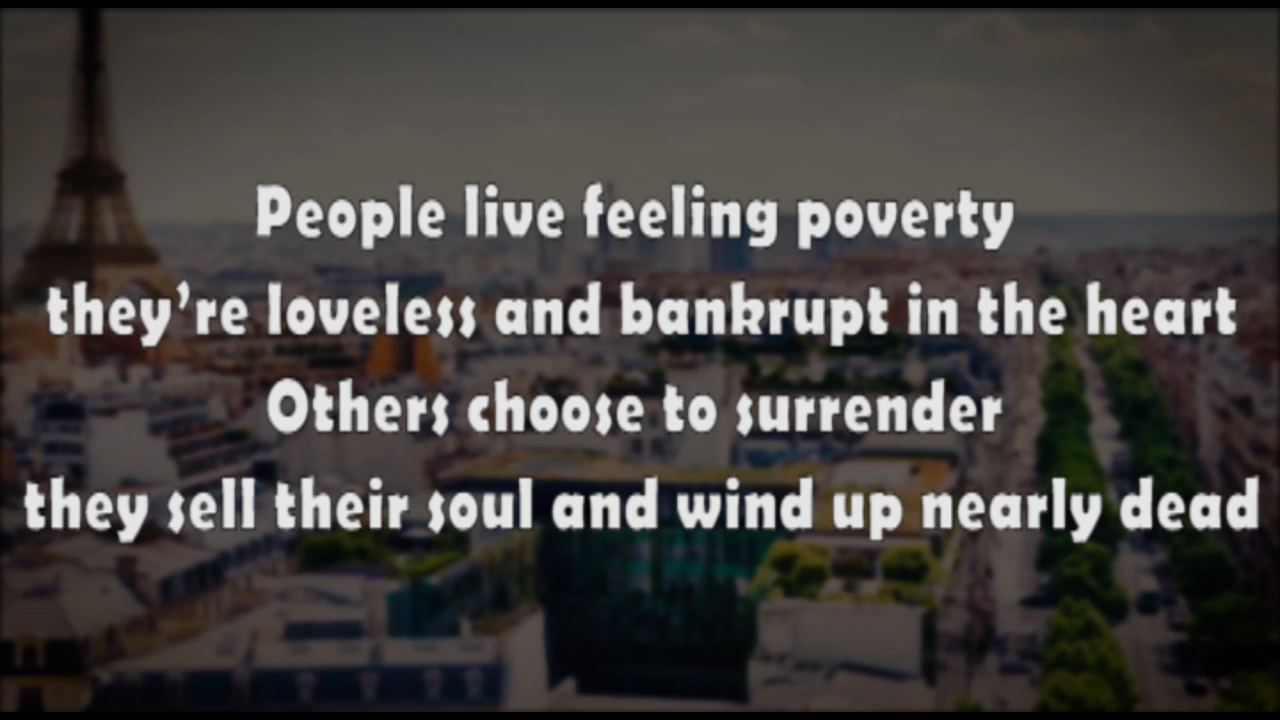 People live feeling poverty
they’re loveless and bankrupt in the heart
Others choose to surrender
they sell their soul and wind up nearly dead